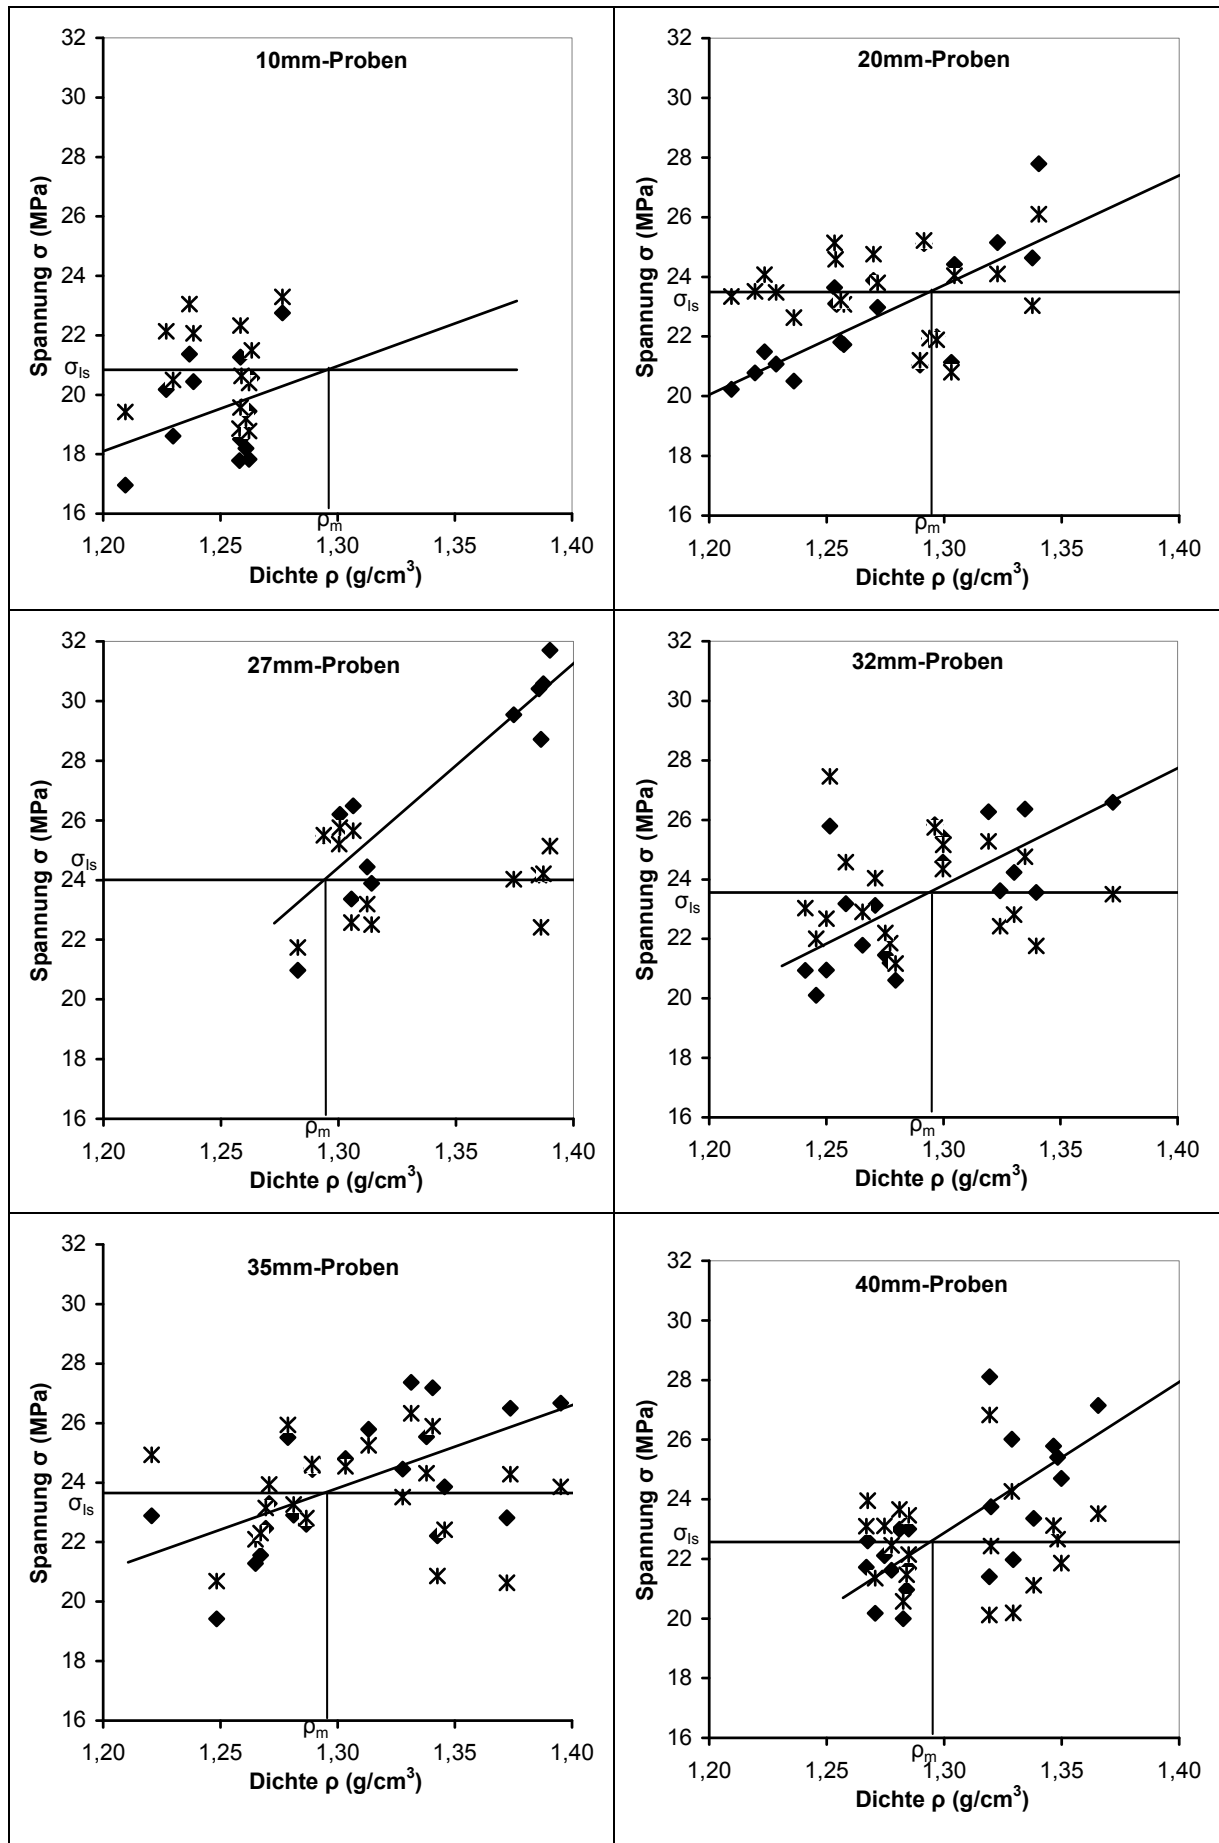 10mm-Proben
Spannung σ (MPa)
32
30
28
26
24
22
20
18
16
σls
ρm
1,20 1,25 1,30 1,35 1,40
Dichte ρ (g/cm³)
20mm-Proben
Spannung σ (MPa)
32
30
28
26
24
22
20
18
16
σls
ρm
1,20 1,25 1,30 1,35 1,40
Dichte ρ (g/cm³)
27mm-Proben
Spannung σ (MPa)
32
30
28
26
24
22
20
18
16
σls
ρm
1,20 1,25 1,30 1,35 1,40
Dichte ρ (g/cm³)
32mm-Proben
Spannung σ (MPa)
32
30
28
26
24
22
20
18
16
σls
ρm
1,20 1,25 1,30 1,35 1,40
Dichte ρ (g/cm³)
35mm-Proben
Spannung σ (MPa)
32
30
28
26
24
22
20
18
16
σls
ρm
1,20 1,25 1,30 1,35 1,40
Dichte ρ (g/cm³)
40mm-Proben
Spannung σ (MPa)
32
30
28
26
24
22
20
18
16
σls
ρm
1,20 1,25 1,30 1,35 1,40
Dichte ρ (g/cm³)